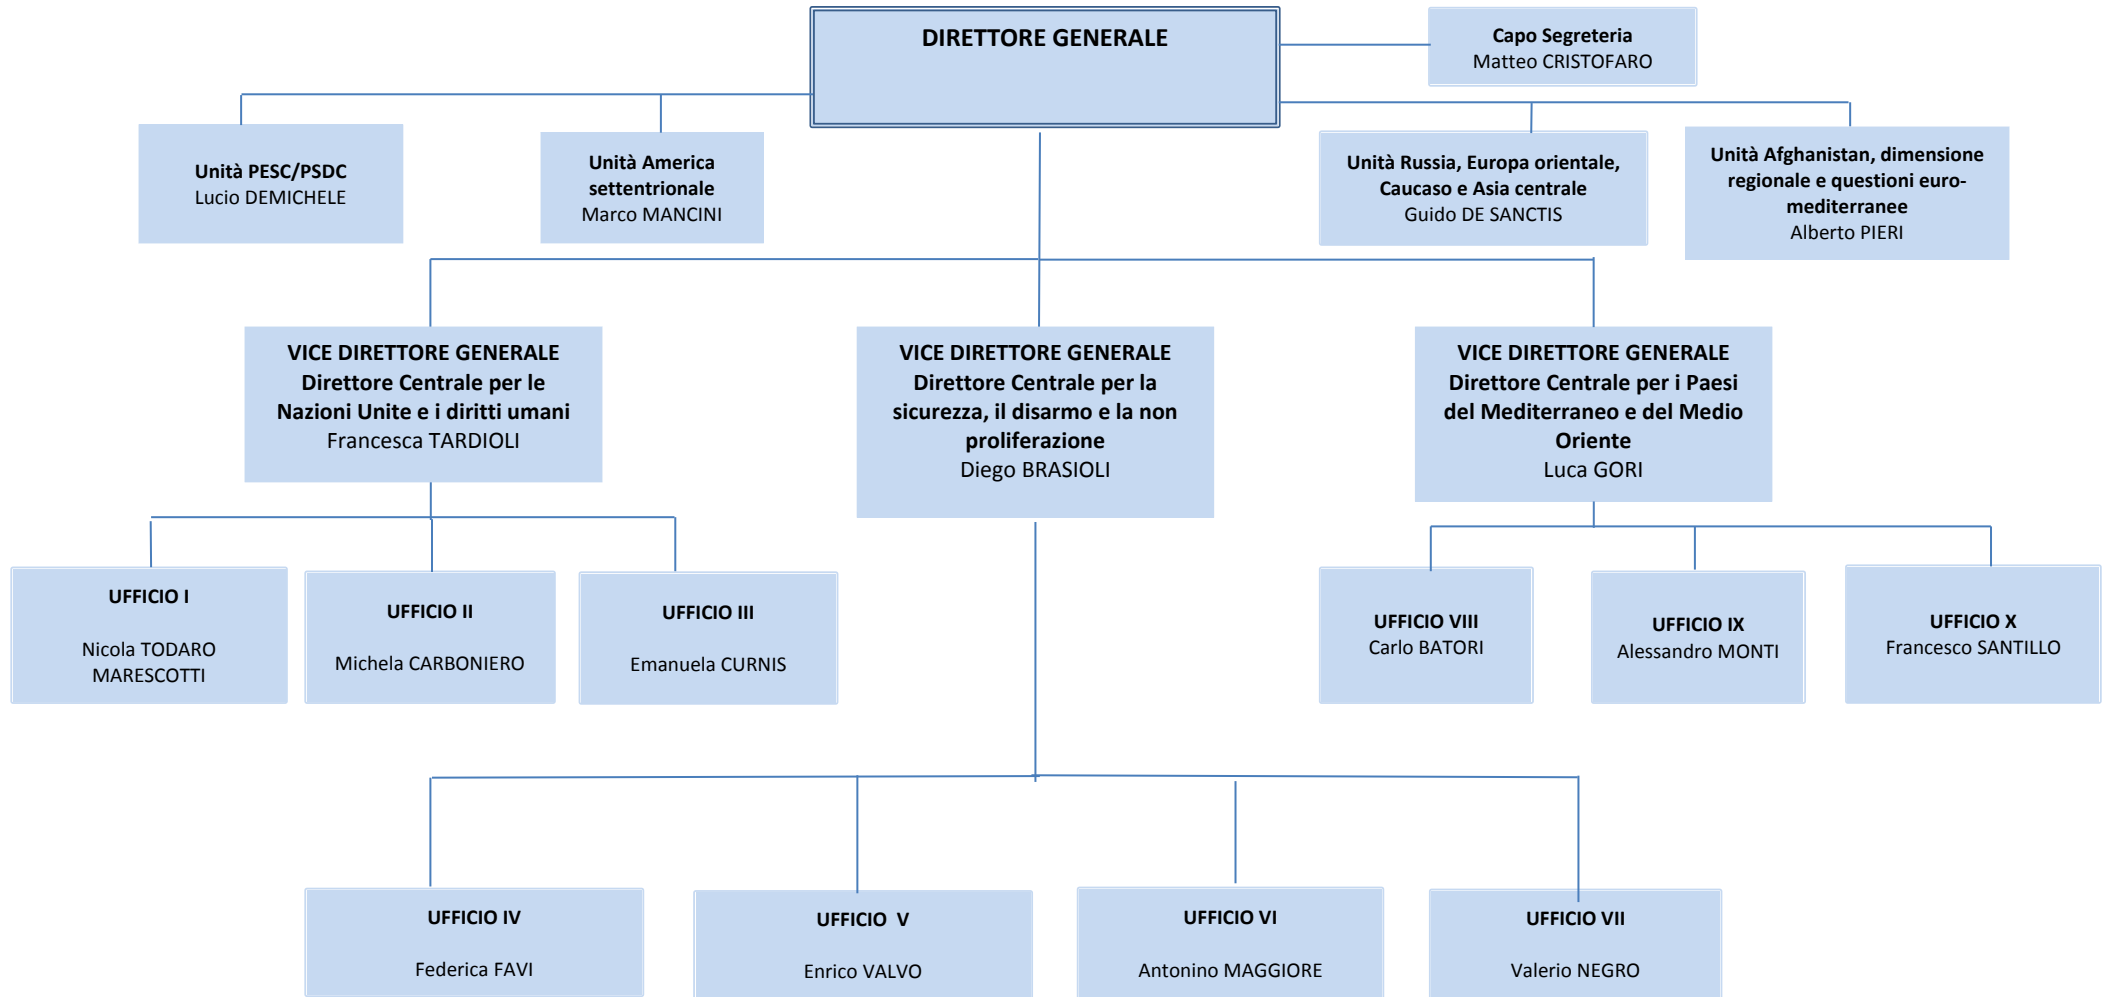 DIRETTORE GENERALE
Capo Segreteria
Matteo CRISTOFARO
Unità PESC/PSDC
Lucio DEMICHELE
Unità America
settentrionale
Marco MANCINI
Unità Russia, Europa orientale,
Caucaso e Asia centrale
Guido DE SANCTIS
Unità Afghanistan, dimensione
regionale e questioni euro-
mediterranee
Alberto PIERI
VICE DIRETTORE GENERALE
Direttore Centrale per le
Nazioni Unite e i diritti umani
Francesca TARDIOLI
VICE DIRETTORE GENERALE
Direttore Centrale per la
sicurezza, il disarmo e la non
proliferazione
Diego BRASIOLI
VICE DIRETTORE GENERALE
Direttore Centrale per i Paesi
del Mediterraneo e del Medio
Oriente
Luca GORI
UFFICIO I
Nicola TODARO
MARESCOTTI
UFFICIO II
Michela CARBONIERO
UFFICIO III
Emanuela CURNIS
UFFICIO VIII
Carlo BATORI
UFFICIO IX
Alessandro MONTI
UFFICIO X
Francesco SANTILLO
UFFICIO IV
Federica FAVI
UFFICIO  V
Enrico VALVO
UFFICIO VI
Antonino MAGGIORE
UFFICIO VII
Valerio NEGRO